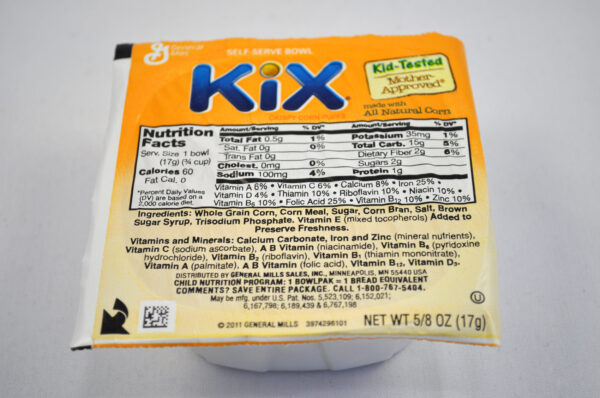 General Mills
SELF-SERVE BOWL
KiX
CRISPY CORN PUFFS
Kid-Tested
Mother-
Approved*
made with
All Natural Corn
Nutrition
Facts
Serv. Size 1 bowl
(17g) (¾ cup)
Calories 60
Fat Cal. 0
*Percent Daily Values
(DV) are based on a
2,000 calorie diet.
Amount/Serving % DV*
Total Fat 0.5g 1%
Sat. Fat 0g 0%
Trans Fat 0g
Cholest. 0mg 0%
Sodium 100mg 4%
Amount/Serving % DV*
Potassium 35mg 1%
Total Carb. 15g 5%
Dietary Fiber 2g 6%
Sugars 2g
Protein 1g
Vitamin A 6% • Vitamin C 6% • Calcium 8% • Iron 25% •
Vitamin D 4% • Thiamin 10% • Riboflavin 10% • Niacin 10% •
Vitamin B6 10% • Folic Acid 25% • Vitamin B12 10% • Zinc 10%
Ingredients: Whole Grain Corn, Corn Meal, Sugar, Corn Bran, Salt, Brown
Sugar Syrup, Trisodium Phosphate. Vitamin E (mixed tocopherols) Added to
Preserve Freshness.
Vitamins and Minerals: Calcium Carbonate, Iron and Zinc (mineral nutrients),
Vitamin C (sodium ascorbate), A B Vitamin (niacinamide), Vitamin B6 (pyridoxine
hydrochloride), Vitamin B2 (riboflavin), Vitamin B1 (thiamin mononitrate),
Vitamin A (palmitate), A B Vitamin (folic acid), Vitamin B12, Vitamin D3.
DISTRIBUTED BY GENERAL MILLS SALES, INC., MINNEAPOLIS, MN 55440 USA
CHILD NUTRITION PROGRAM: 1 BOWLPAK = 1 BREAD EQUIVALENT
COMMENTS? SAVE ENTIRE PACKAGE. CALL 1-800-767-5404.
May be mfg. under U.S. Pat. Nos. 5,523,109; 6,152,021;
6,167,798; 6,189,439 & 6,767,198
© 2011 GENERAL MILLS 3974296101
U
NET WT 5/8 OZ (17g)